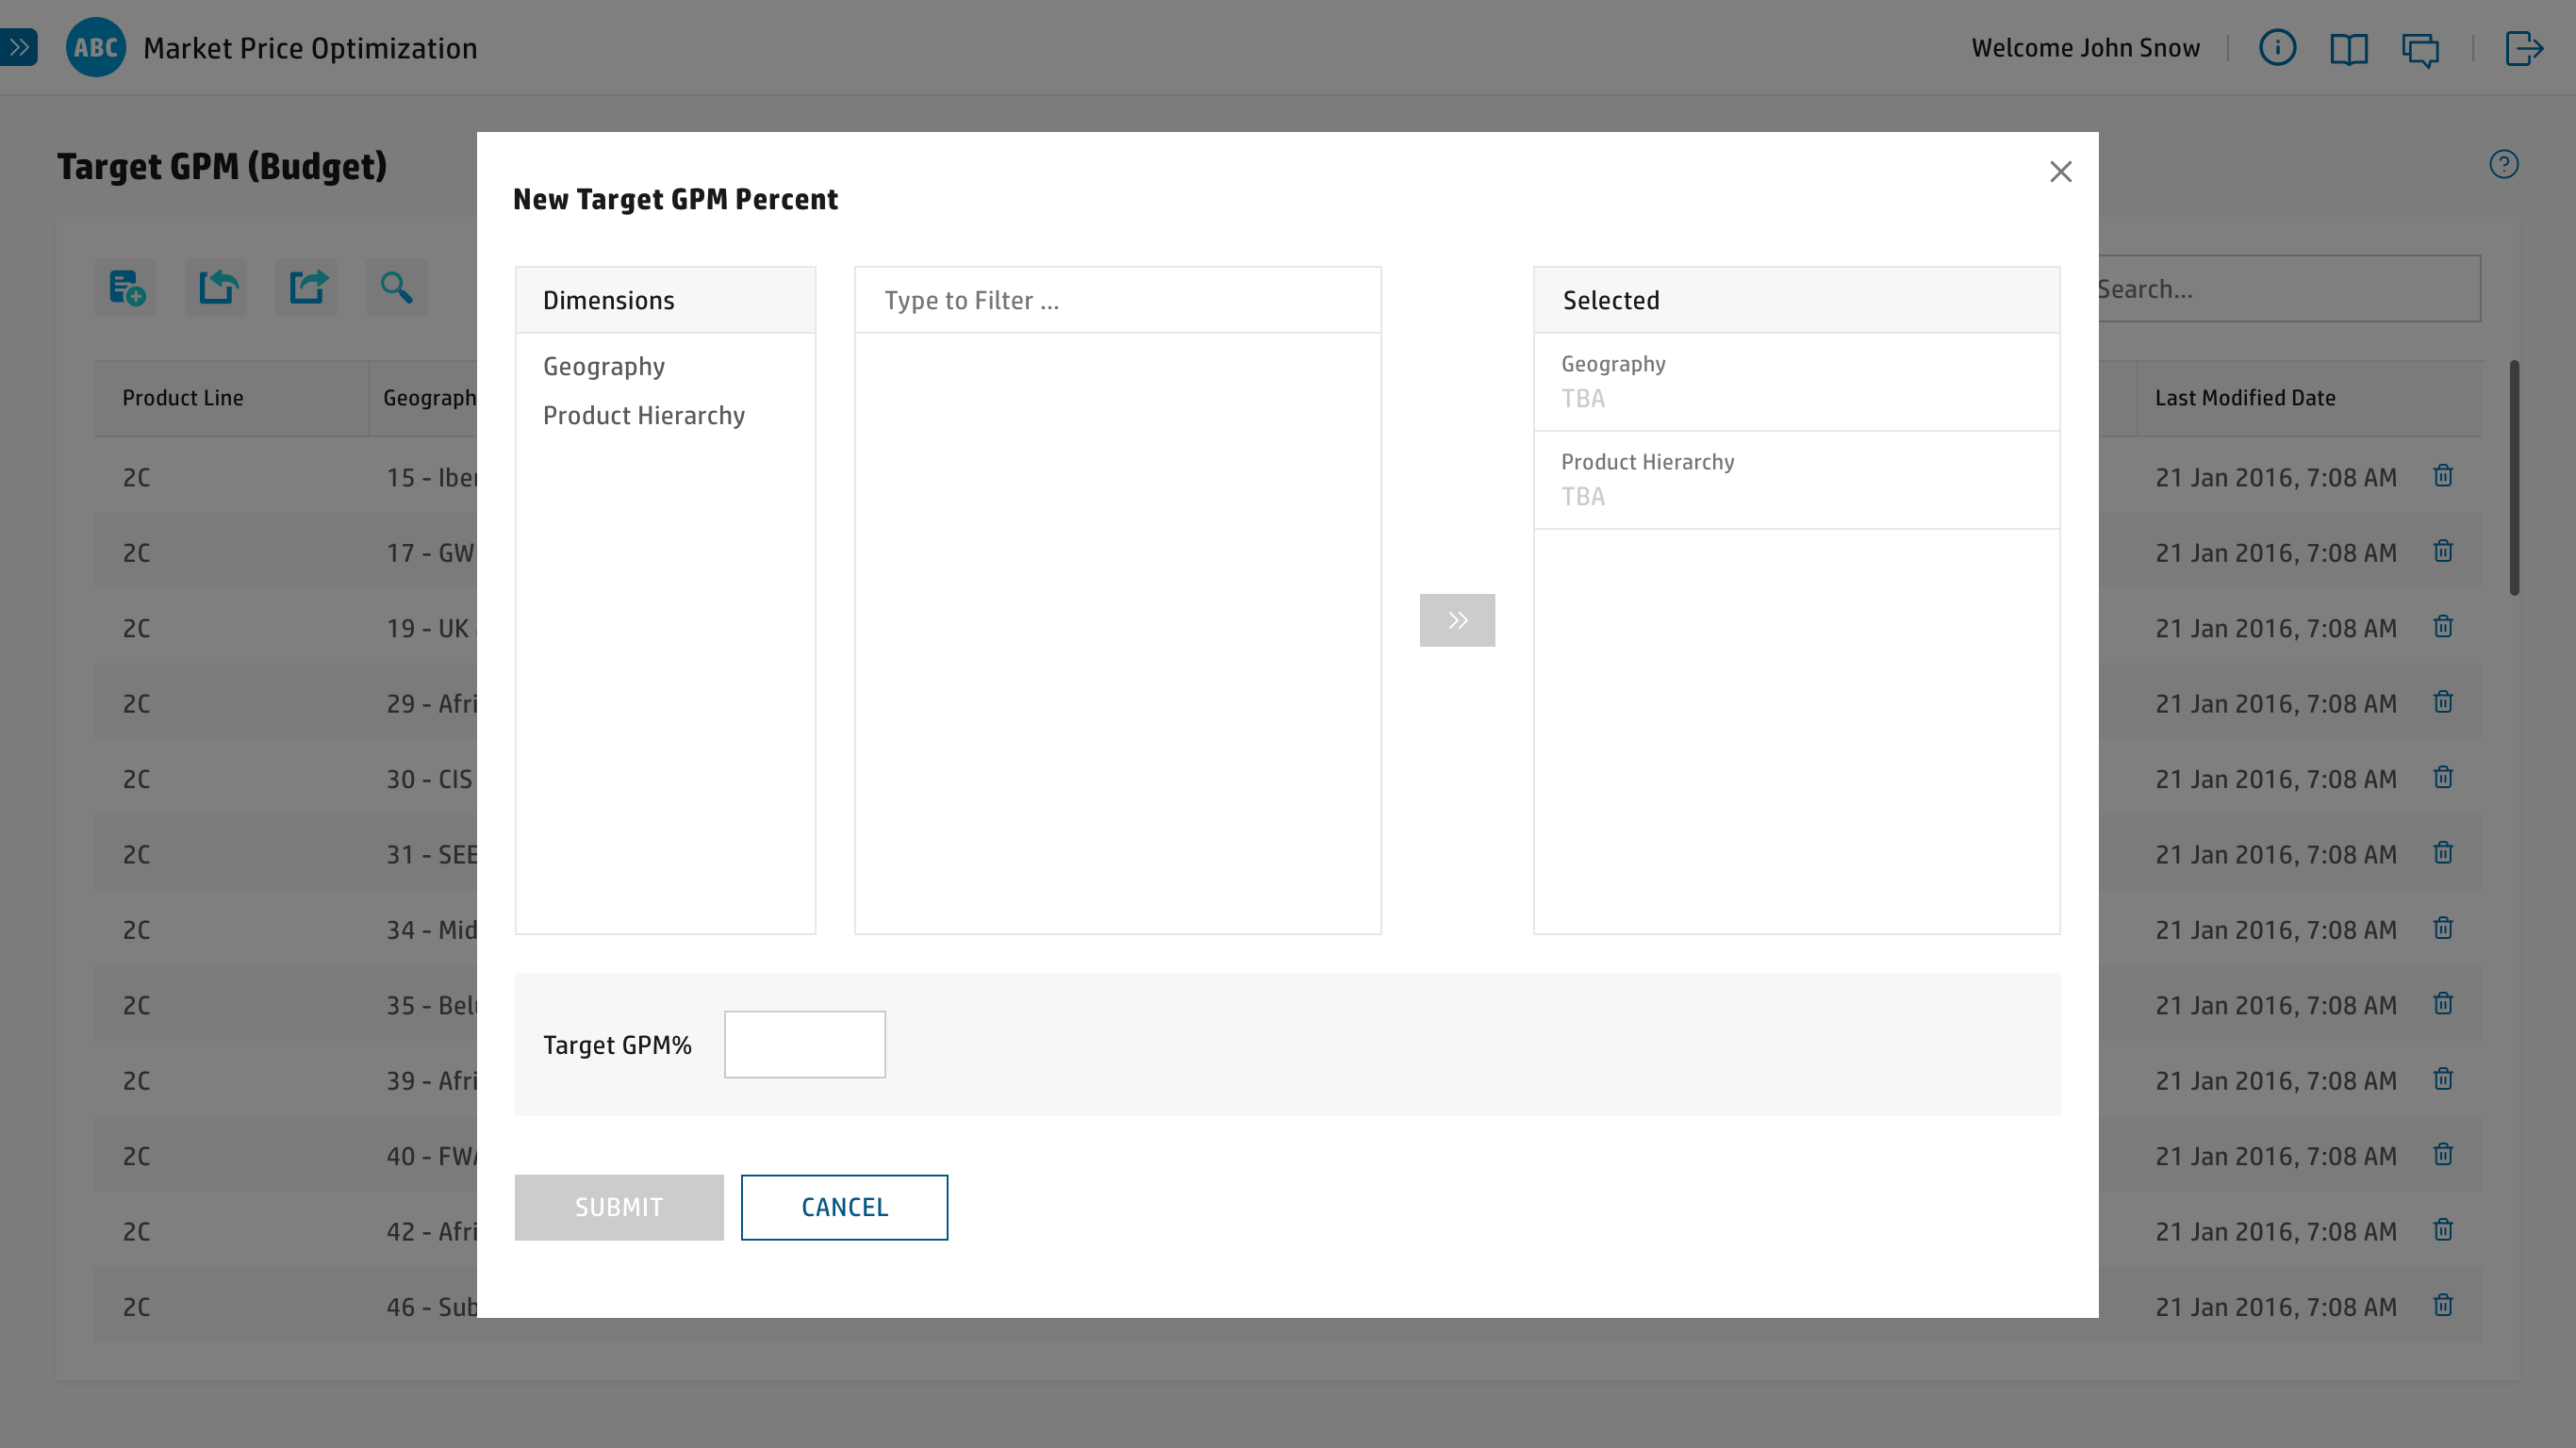 ABC Market Price Optimization
Welcome John Snow
Target GPM (Budget)
New Target GPM Percent
Search...
Dimensions
Geography
Product Hierarchy
Type to Filter ...
Selected
Geography
TBA
Product Hierarchy
TBA
Target GPM%
SUBMIT CANCEL
Product Line Geograph Last Modified Date
2C 15 - Iber 21 Jan 2016, 7:08 AM
2C 17 - GW 21 Jan 2016, 7:08 AM
2C 19 - UK 21 Jan 2016, 7:08 AM
2C 29 - Afri 21 Jan 2016, 7:08 AM
2C 30 - CIS 21 Jan 2016, 7:08 AM
2C 31 - SEE 21 Jan 2016, 7:08 AM
2C 34 - Mid 21 Jan 2016, 7:08 AM
2C 35 - Bel 21 Jan 2016, 7:08 AM
2C 39 - Afri 21 Jan 2016, 7:08 AM
2C 40 - FW 21 Jan 2016, 7:08 AM
2C 42 - Afri 21 Jan 2016, 7:08 AM
2C 46 - Sub 21 Jan 2016, 7:08 AM